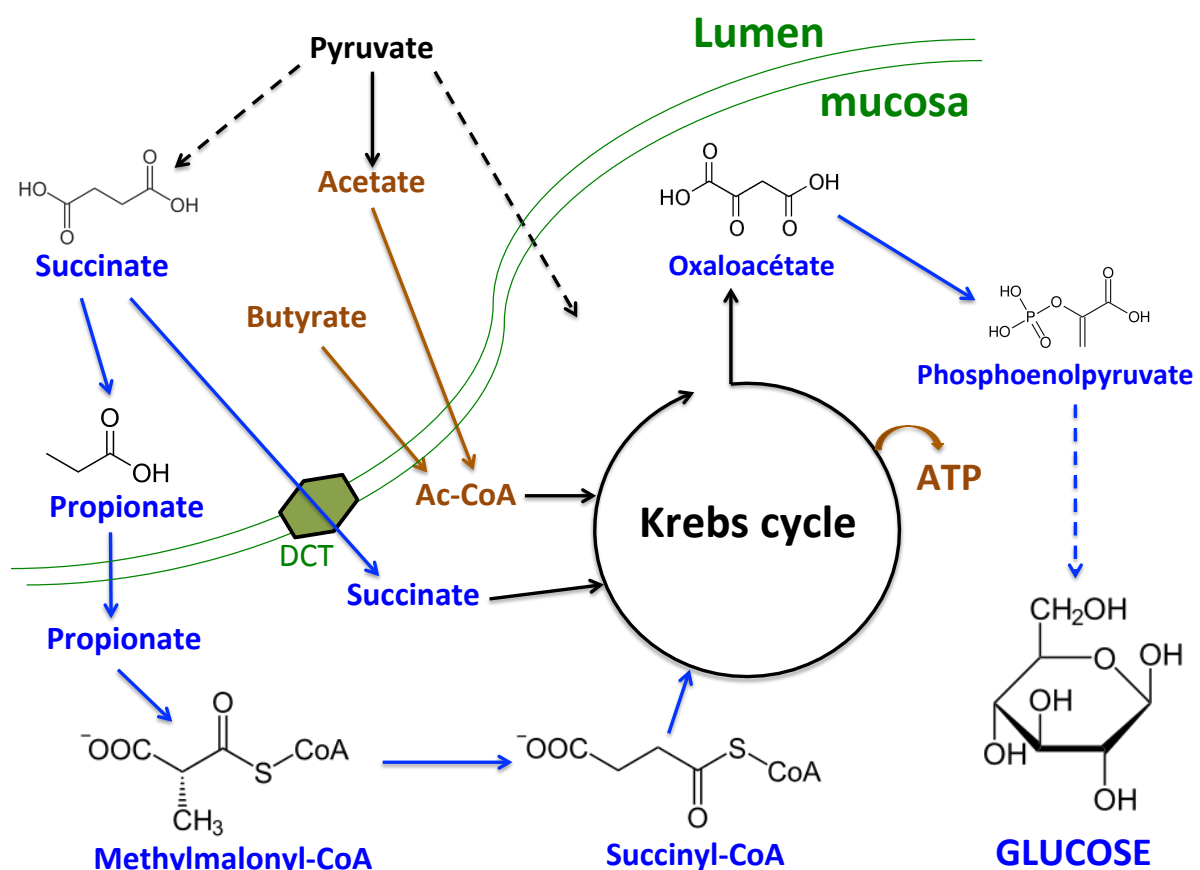 Lumen
Pyruvate
mucosa
O
HO
OH
O
Succinate
Acetate
O
HO
OH
O
O
Oxaloacétate
Butyrate
HO
HO
P
O
O
O
OH
Phosphoenolpyruvate
O
OH
Propionate
DCT
Ac-CoA
Krebs cycle
ATP
Succinate
Propionate
⁻OOC
O
S
CoA
CH₃
Methylmalonyl-CoA
⁻OOC
S
CoA
O
Succinyl-CoA
CH₂OH
O
OH
OH
OH
OH
GLUCOSE